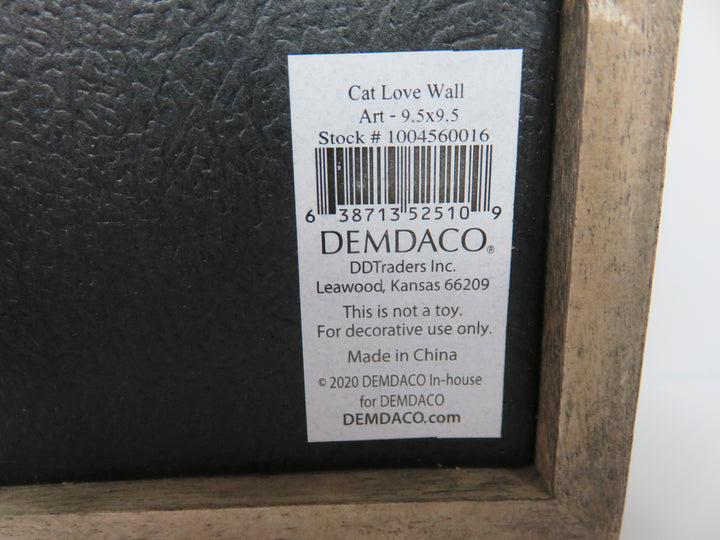 Cat Love Wall
Art - 9.5x9.5
Stock # 1004560016
6 38713 52510 9
DEMDACO®
DDTraders Inc.
Leawood, Kansas 66209
This is not a toy.
For decorative use only.
Made in China
© 2020 DEMDACO In-house
for DEMDACO
DEMDACO.com